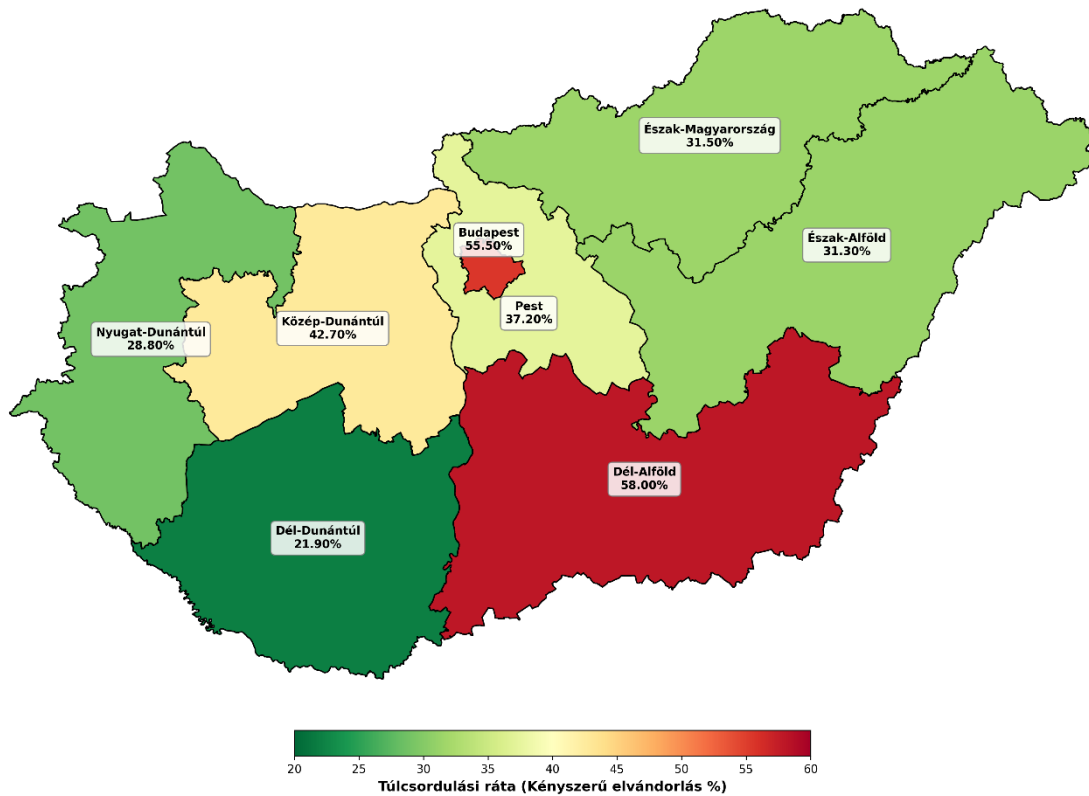 Észak-Magyarország
31.50%
Észak-Alföld
31.30%
Budapest
55.50%
Pest
37.20%
Közép-Dunántúl
42.70%
Nyugat-Dunántúl
28.80%
Dél-Alföld
58.00%
Dél-Dunántúl
21.90%
20 25 30 35 40 45 50 55 60
Túlcsordulási ráta (Kényszerű elvándorlás %)